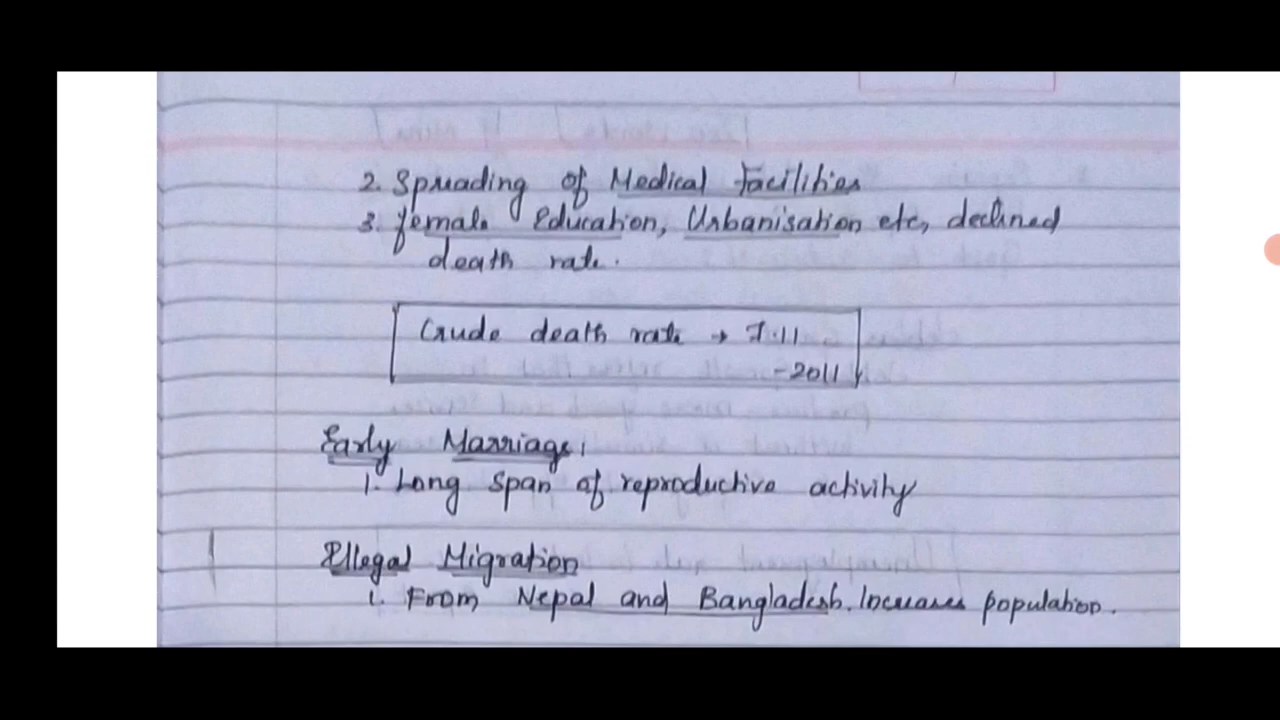 2. Spreading of Medical facilities
3. female Education, Urbanisation etc, declined
death rate.
Crude death rate → 7.11
-2011
Early Marriage:
1. Long span of reproductive activity
Illegal Migration
1. From Nepal and Bangladesh. Increases population.